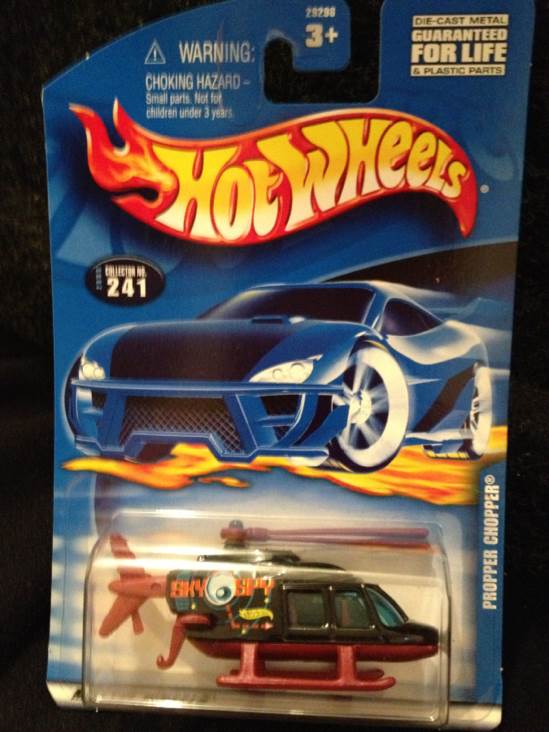 29298
3+
WARNING:
CHOKING HAZARD –
Small parts. Not for
children under 3 years.
DIE-CAST METAL
GUARANTEED
FOR LIFE
& PLASTIC PARTS
HOT WHEELS®
COLLECTOR NO.
241
PROPPER CHOPPER®
SKY SPY